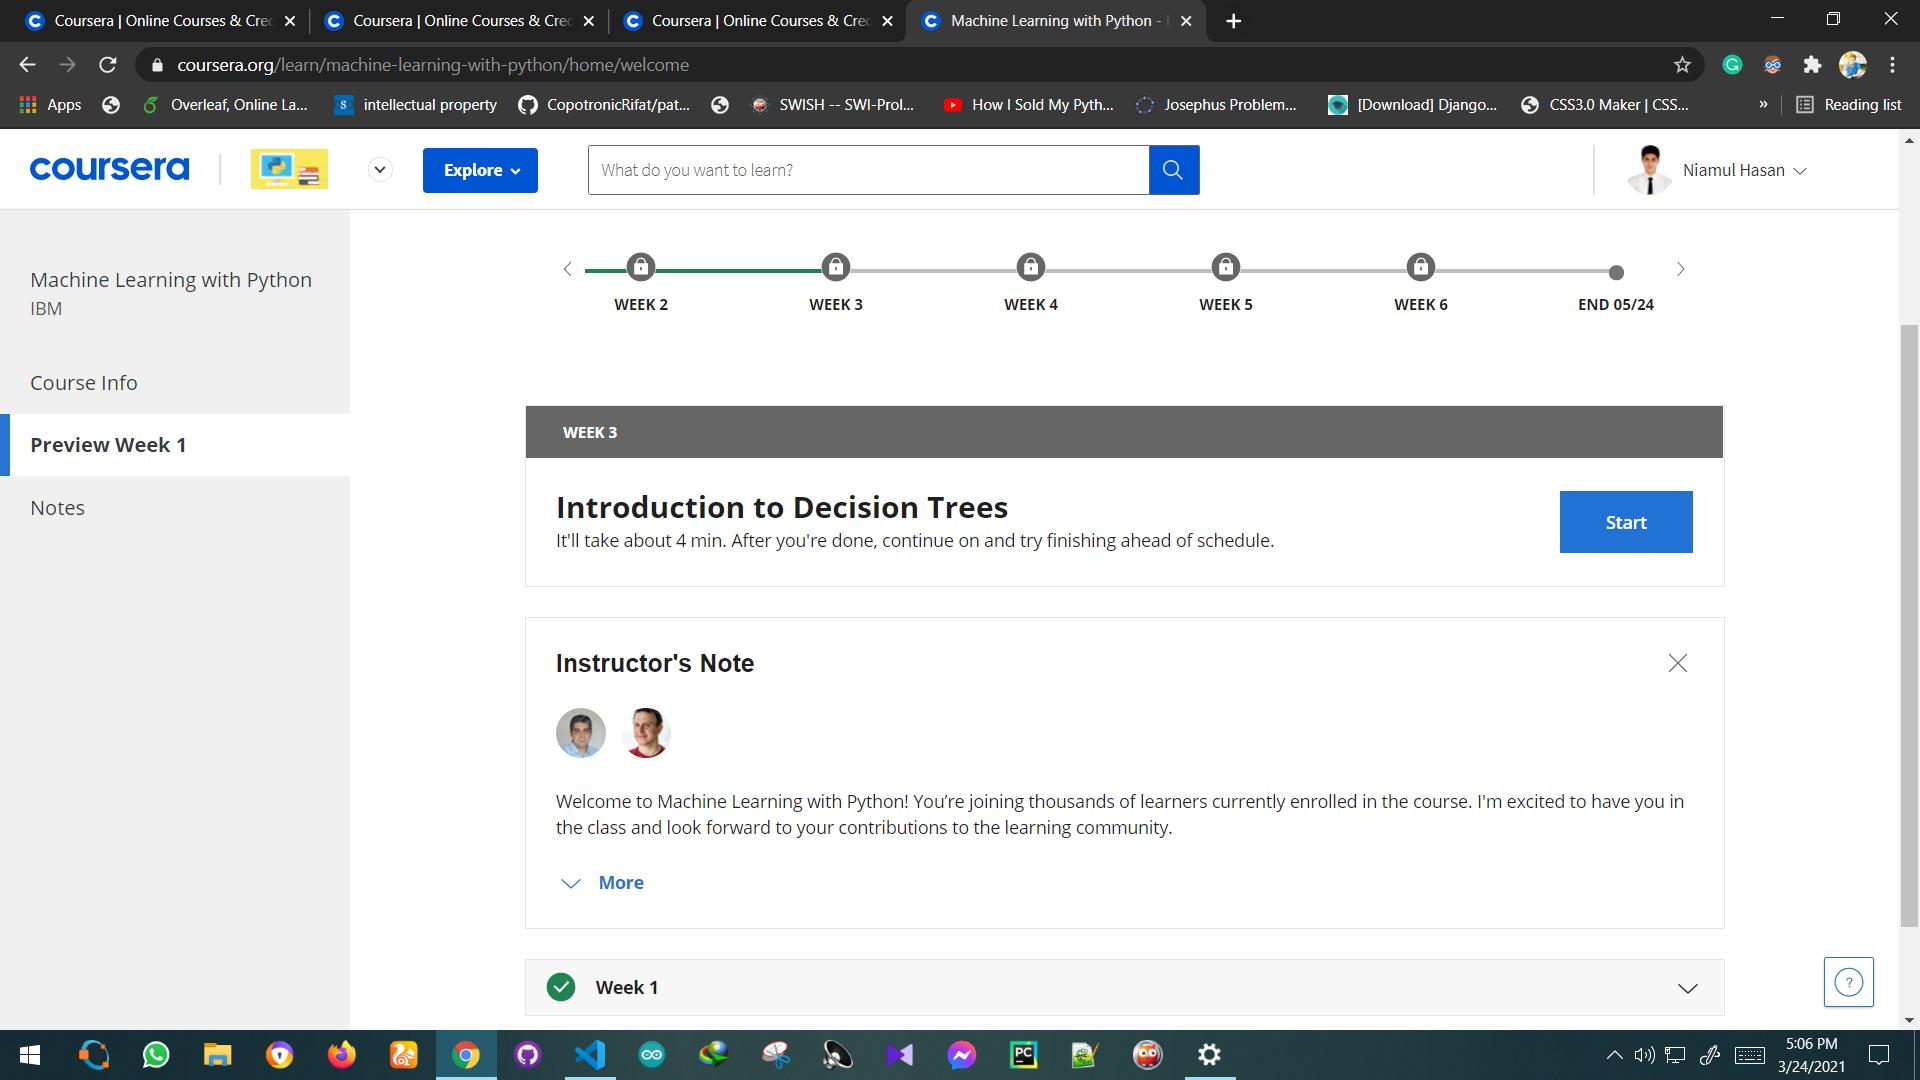 Coursera | Online Courses & Cre
Coursera | Online Courses & Cre
Coursera | Online Courses & Cre
Machine Learning with Python -
coursera.org/learn/machine-learning-with-python/home/welcome
Apps
Overleaf, Online La...
intellectual property
CopotronicRifat/pat...
SWISH -- SWI-Prol...
How I Sold My Pyth...
Josephus Problem...
[Download] Django...
CSS3.0 Maker | CSS...
»
Reading list
coursera
Explore
What do you want to learn?
Niamul Hasan
Machine Learning with Python
IBM
Course Info
Preview Week 1
Notes
WEEK 2
WEEK 3
WEEK 4
WEEK 5
WEEK 6
END 05/24
WEEK 3
Introduction to Decision Trees
It'll take about 4 min. After you're done, continue on and try finishing ahead of schedule.
Start
Instructor's Note
Welcome to Machine Learning with Python! You’re joining thousands of learners currently enrolled in the course. I'm excited to have you in
the class and look forward to your contributions to the learning community.
More
Week 1
?
PC
5:06 PM
3/24/2021